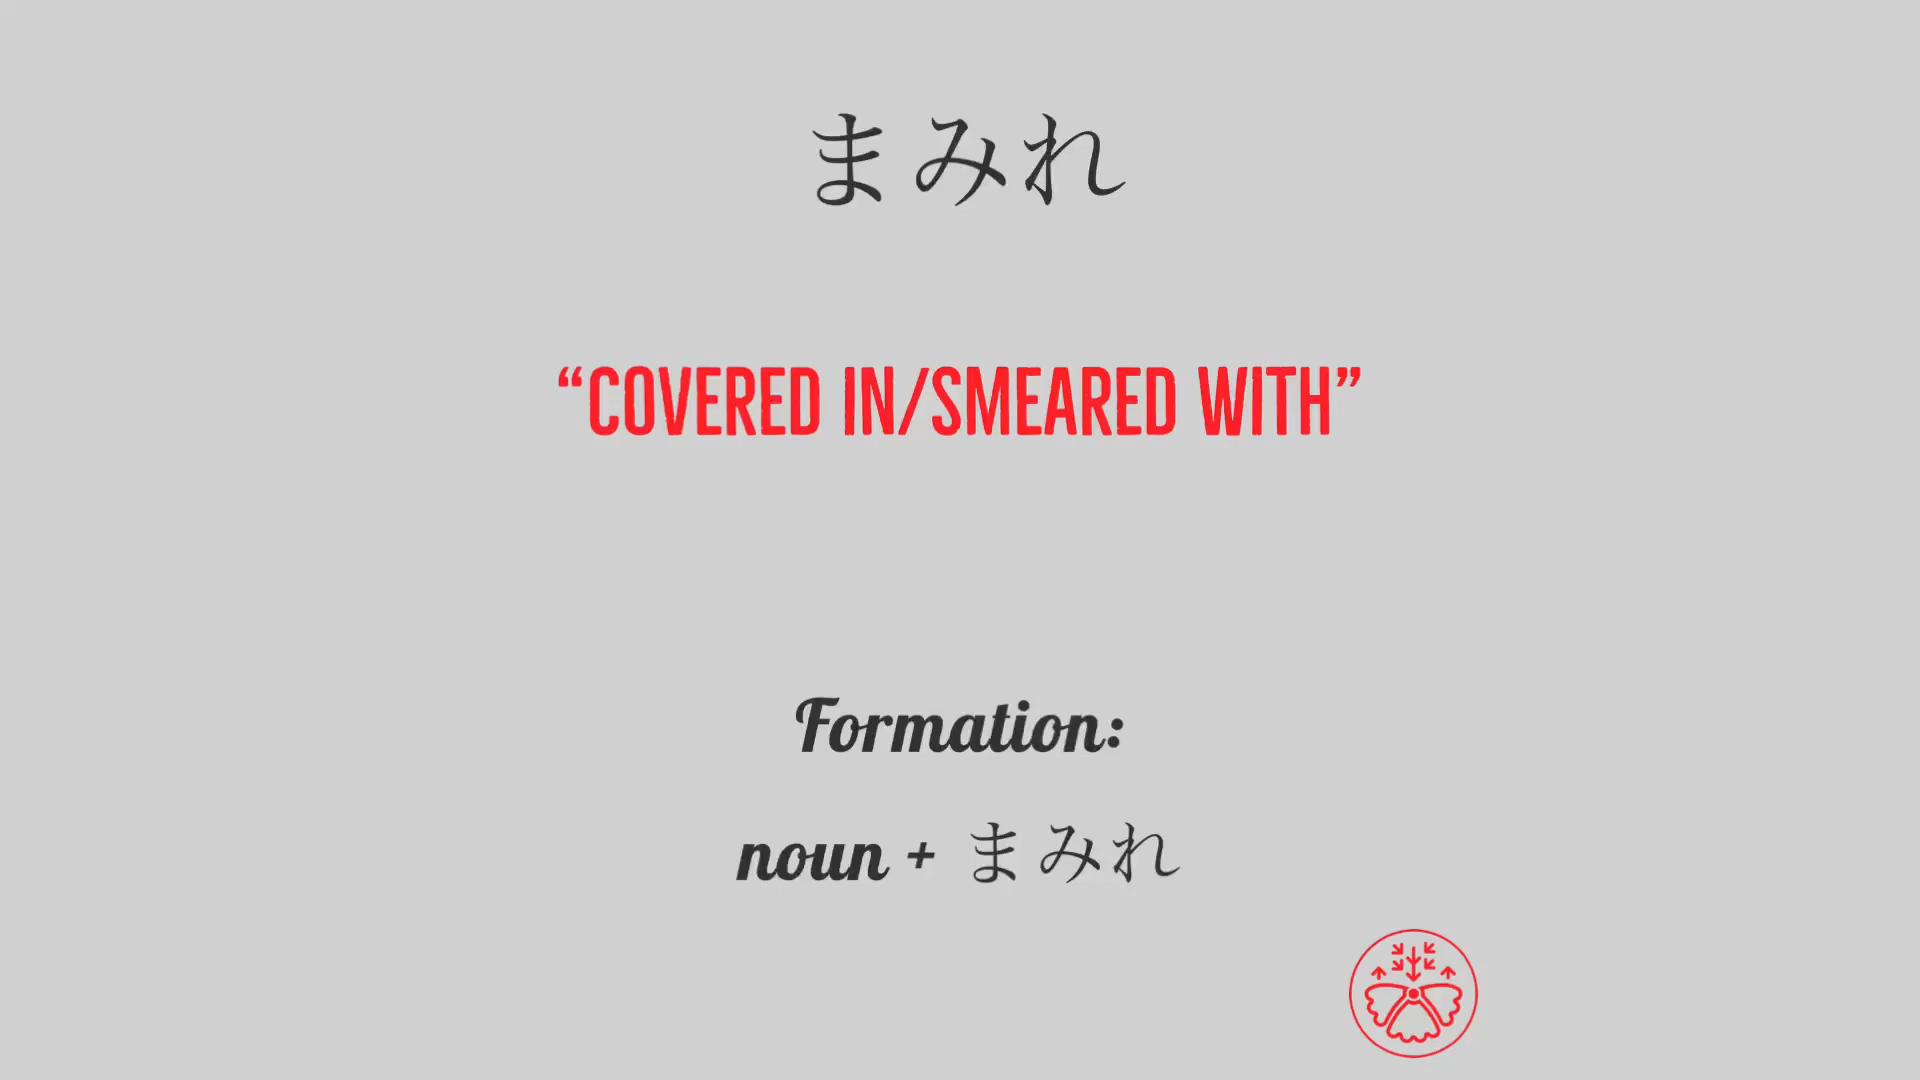 まみれ
“COVERED IN/SMEARED WITH”
Formation:
noun + まみれ